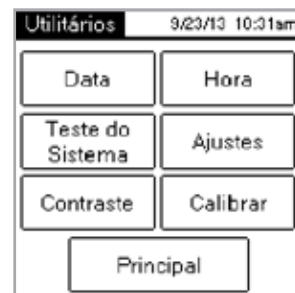 Utilitários 9/23/13 10:31am
Data Hora
Teste do Sistema Ajustes
Contraste Calibrar
Principal